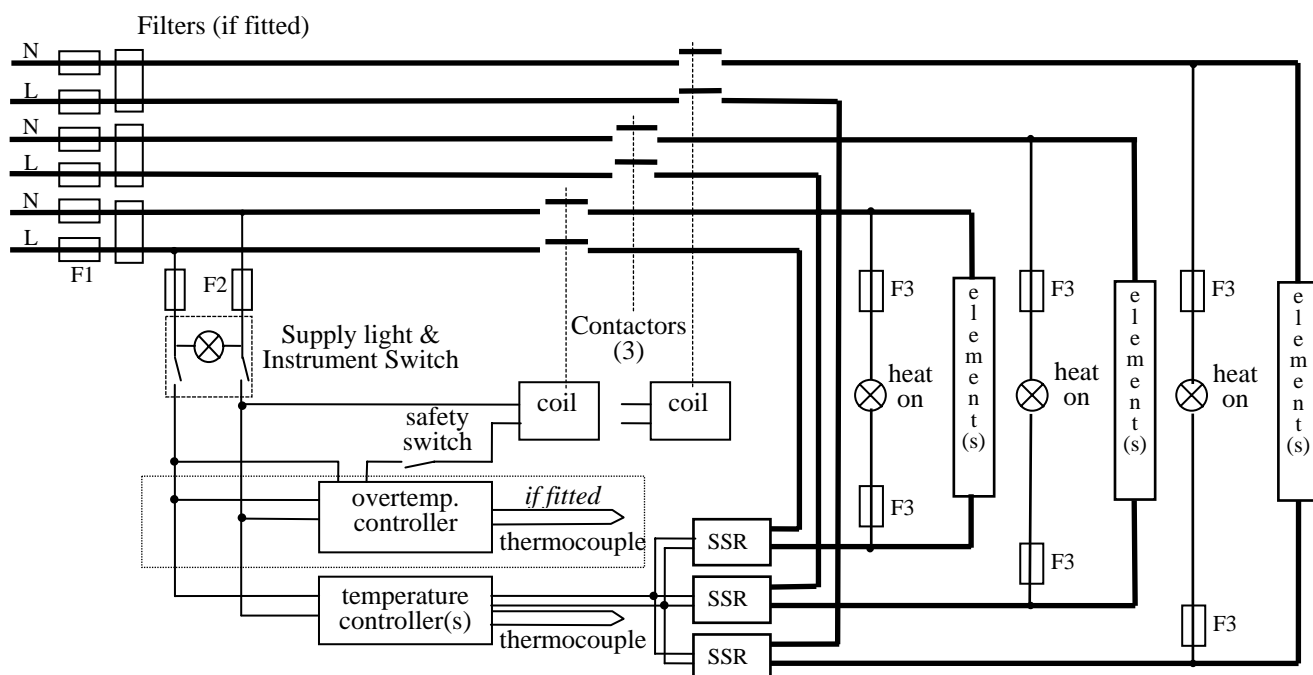 Filters (if fitted)
N
L
N
L
N
L
F1
F2
Supply light &
Instrument Switch
Contactors
(3)
F3
F3
F3
element(s)
element(s)
element(s)
heat
on
heat
on
heat
on
coil
coil
safety
switch
overtemp.
controller
if fitted
thermocouple
F3
F3
F3
SSR
SSR
SSR
temperature
controller(s)
thermocouple